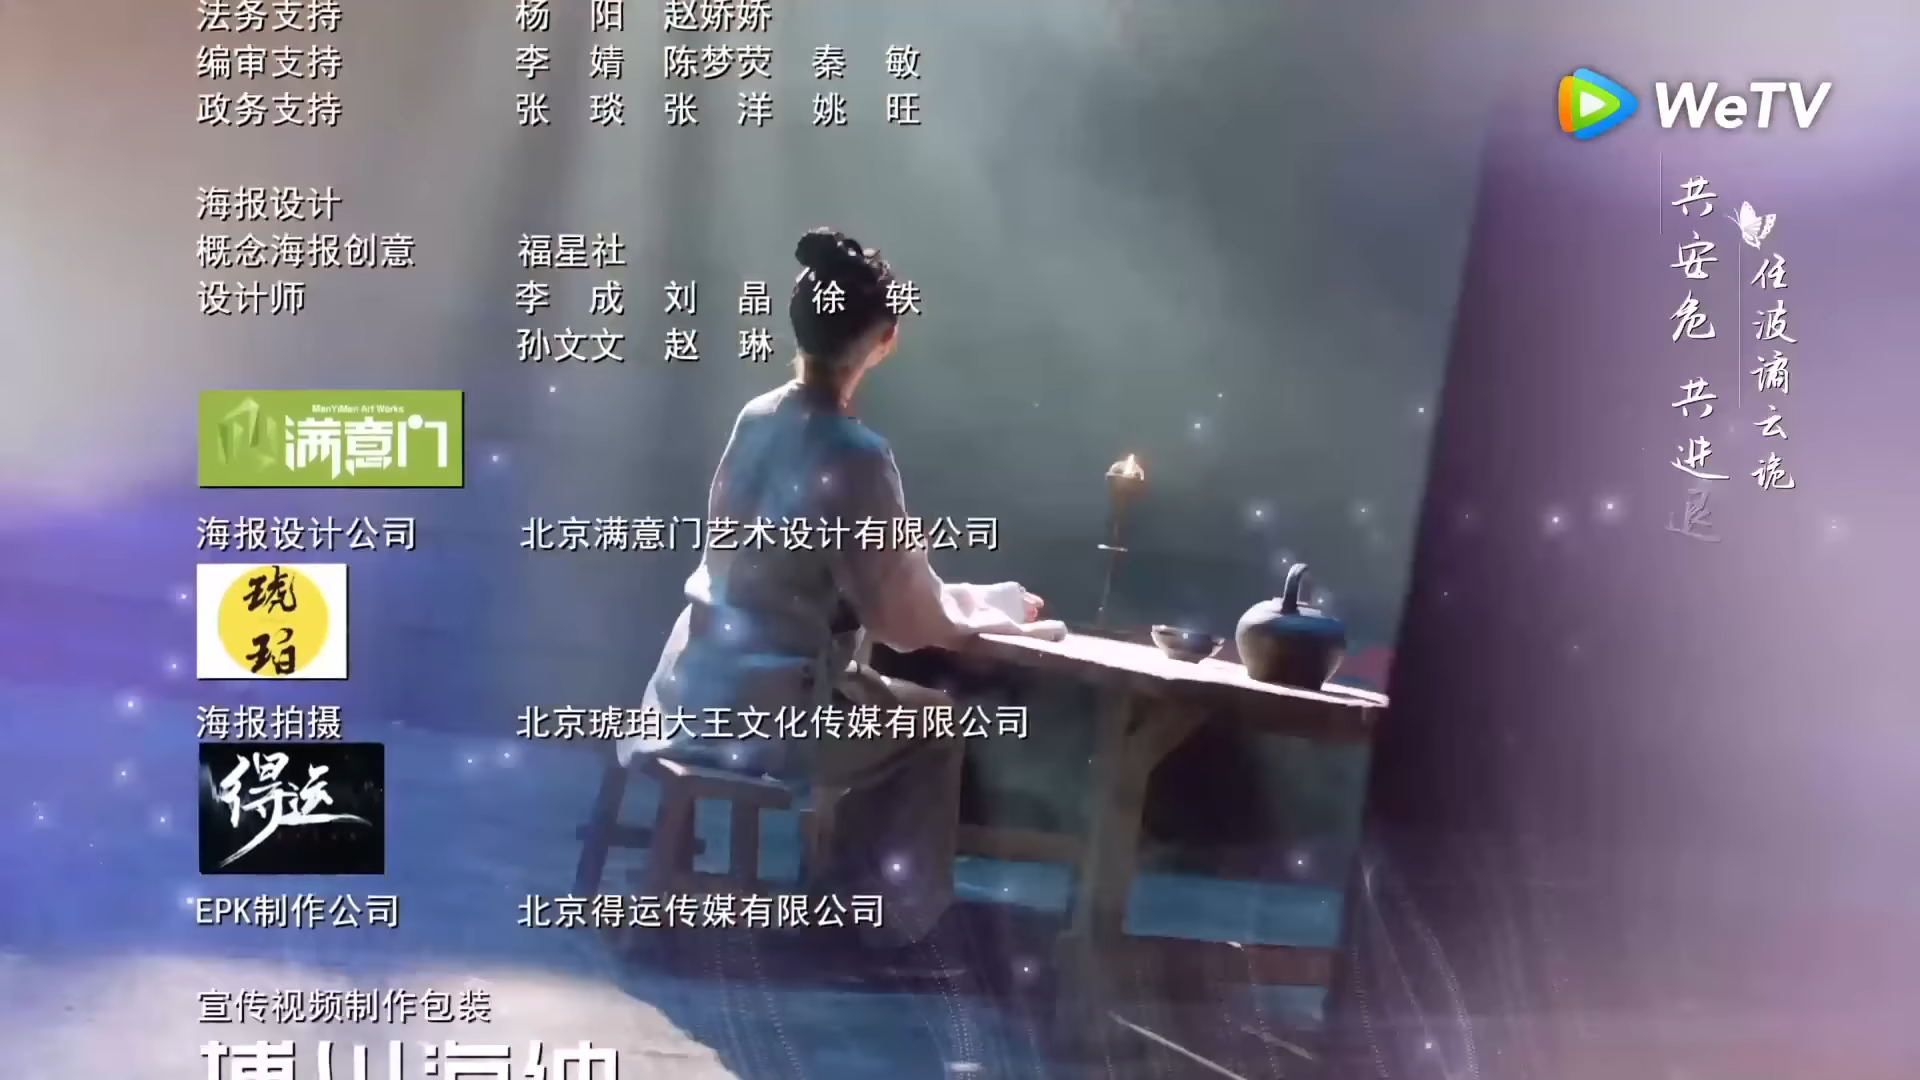 法务支持 杨 阳 赵娇娇
编审支持 李 婧 陈梦荧 秦 敏
政务支持 张 琰 张 洋 姚 旺
海报设计
概念海报创意 福星社
设计师 李 成 刘 晶 徐 轶
孙文文 赵 琳
ManYiMen Art Works
满意门
海报设计公司 北京满意门艺术设计有限公司
琥珀
海报拍摄 北京琥珀大王文化传媒有限公司
得运
EPK制作公司 北京得运传媒有限公司
宣传视频制作包装
WeTV
任波谲云诡
共安危 共进退